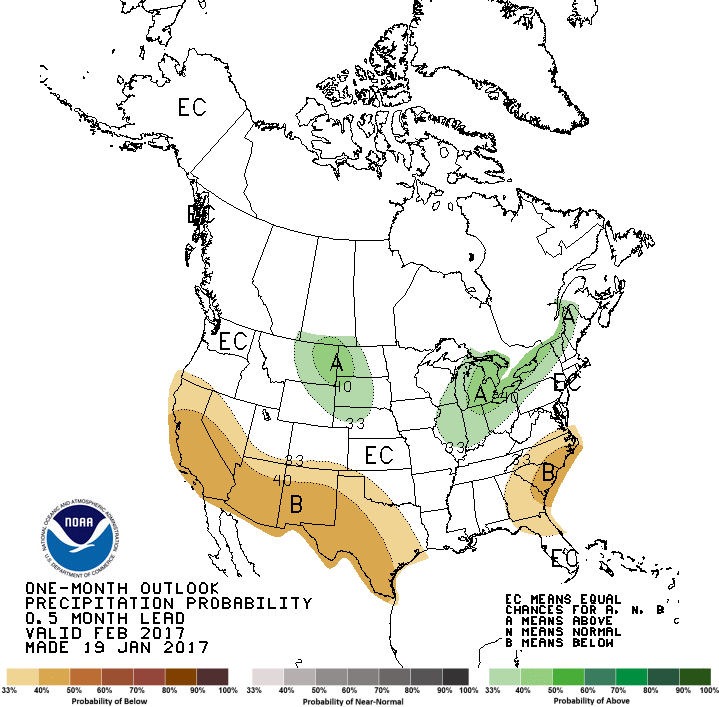 EC
EC
EC
A
A
40
33
A
40
EC
33
EC
33
40
B
33
B
EC
NATIONAL OCEANIC AND ATMOSPHERIC ADMINISTRATION
NOAA
U.S. DEPARTMENT OF COMMERCE
ONE-MONTH OUTLOOK
PRECIPITATION PROBABILITY
0.5 MONTH LEAD
VALID FEB 2017
MADE 19 JAN 2017
EC MEANS EQUAL
CHANCES FOR A, N, B
A MEANS ABOVE
N MEANS NORMAL
B MEANS BELOW
33% 40% 50% 60% 70% 80% 90% 100%
Probability of Below
33% 40% 50% 60% 70% 80% 90% 100%
Probability of Near-Normal
33% 40% 50% 60% 70% 80% 90% 100%
Probability of Above